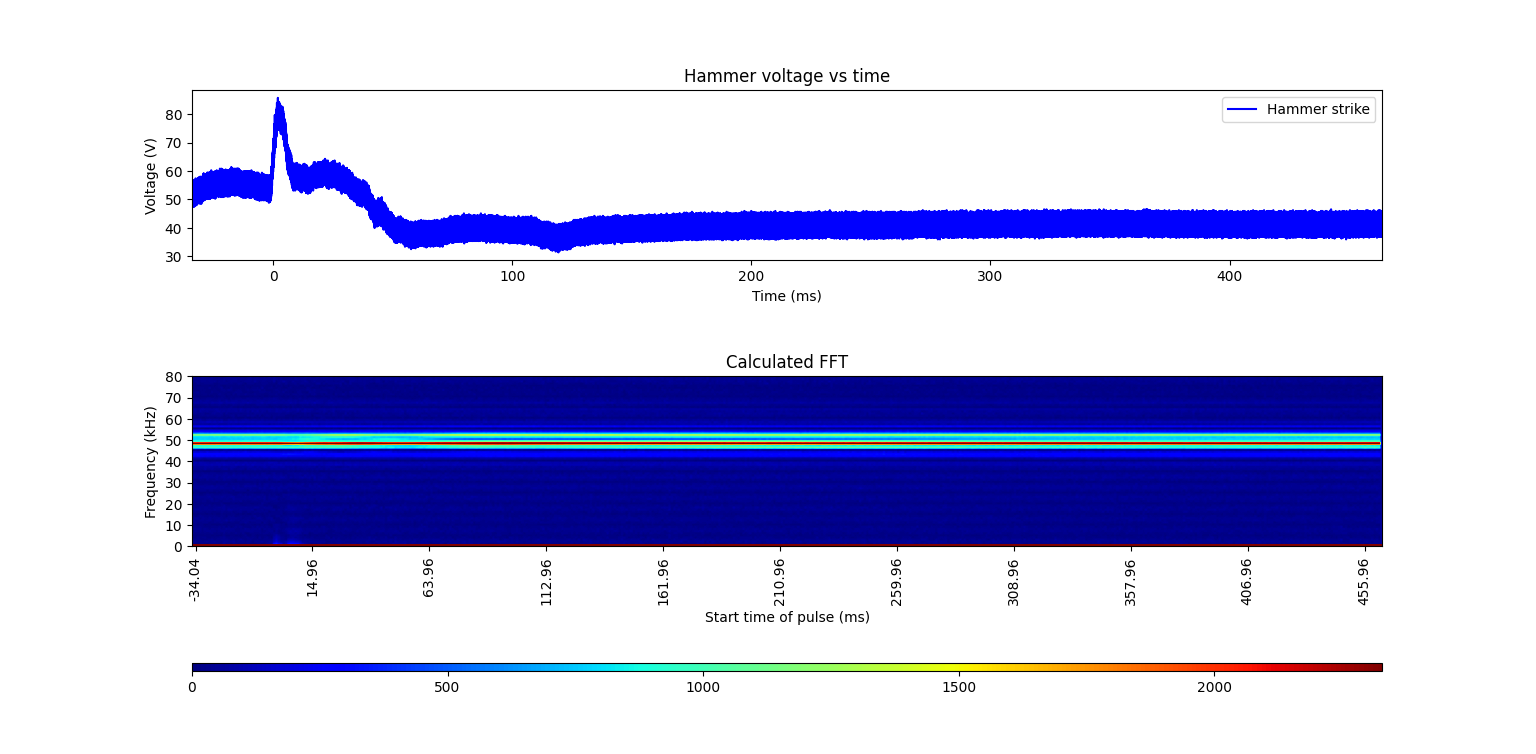 Hammer voltage vs time
Voltage (V)
80
70
60
50
40
30
Hammer strike
0 100 200 300 400
Time (ms)
Calculated FFT
Frequency (kHz)
80
70
60
50
40
30
20
10
0
-34.04 14.96 63.96 112.96 161.96 210.96 259.96 308.96 357.96 406.96 455.96
Start time of pulse (ms)
0 500 1000 1500 2000